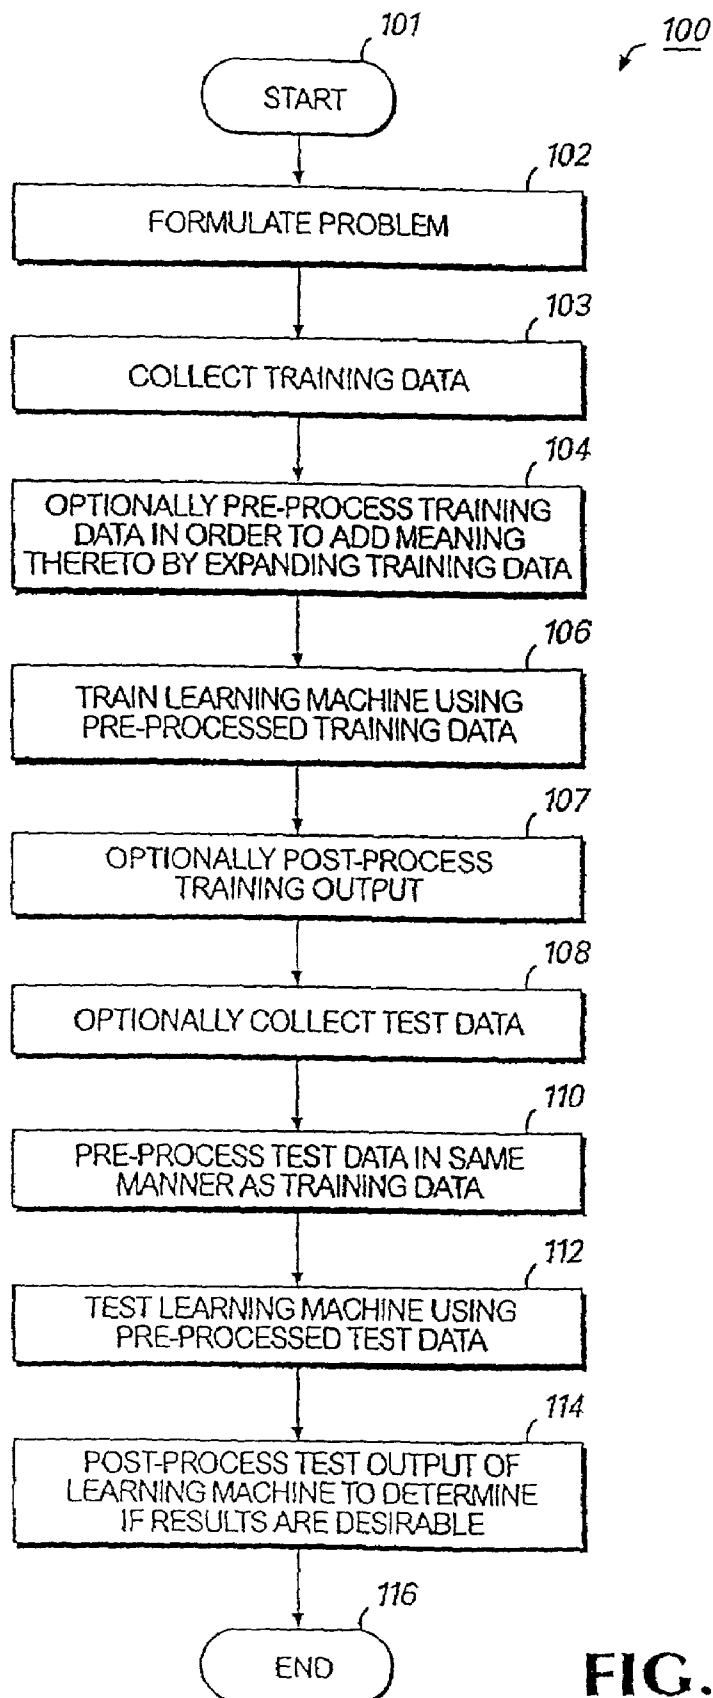 101
100
START
102
FORMULATE PROBLEM
103
COLLECT TRAINING DATA
104
OPTIONALLY PRE-PROCESS TRAINING
DATA IN ORDER TO ADD MEANING
THERETO BY EXPANDING TRAINING DATA
106
TRAIN LEARNING MACHINE USING
PRE-PROCESSED TRAINING DATA
107
OPTIONALLY POST-PROCESS
TRAINING OUTPUT
108
OPTIONALLY COLLECT TEST DATA
110
PRE-PROCESS TEST DATA IN SAME
MANNER AS TRAINING DATA
112
TEST LEARNING MACHINE USING
PRE-PROCESSED TEST DATA
114
POST-PROCESS TEST OUTPUT OF
LEARNING MACHINE TO DETERMINE
IF RESULTS ARE DESIRABLE
116
END
FIG.